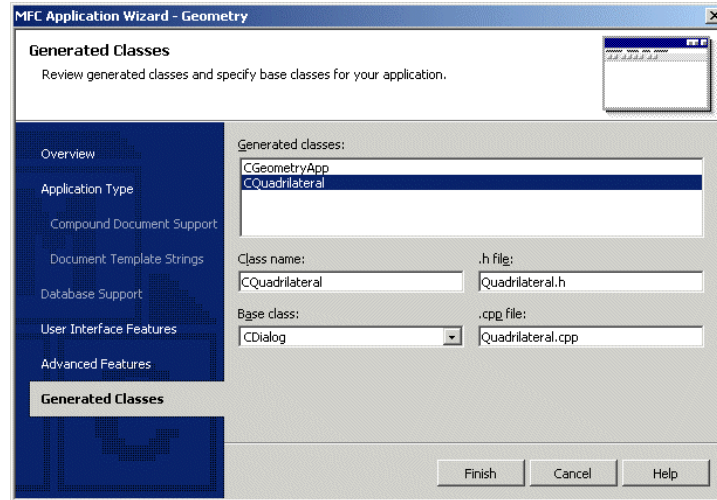 MFC Application Wizard - Geometry
Generated Classes
Review generated classes and specify base classes for your application.
Overview
Application Type
Compound Document Support
Document Template Strings
Database Support
User Interface Features
Advanced Features
Generated Classes
Generated classes:
CGeometryApp
CQuadrilateral
Class name:
.h file:
CQuadrilateral
Quadrilateral.h
Base class:
.cpp file:
CDialog
Quadrilateral.cpp
Finish
Cancel
Help